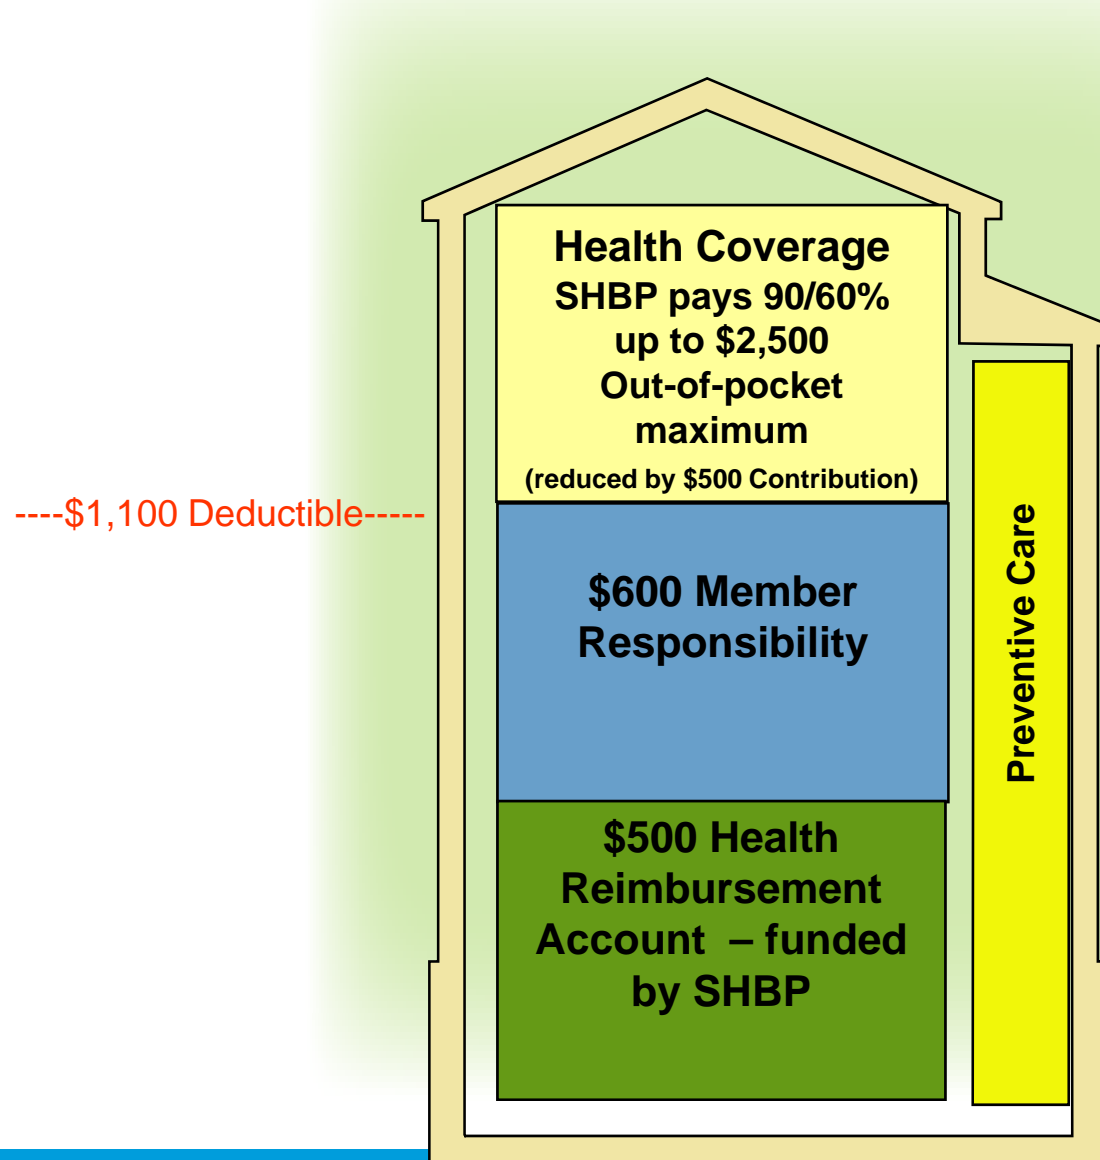 Health Coverage
SHBP pays 90/60%
up to $2,500
Out-of-pocket
maximum
(reduced by $500 Contribution)
----$1,100 Deductible-----
$600 Member
Responsibility
Preventive Care
$500 Health
Reimbursement
Account – funded
by SHBP